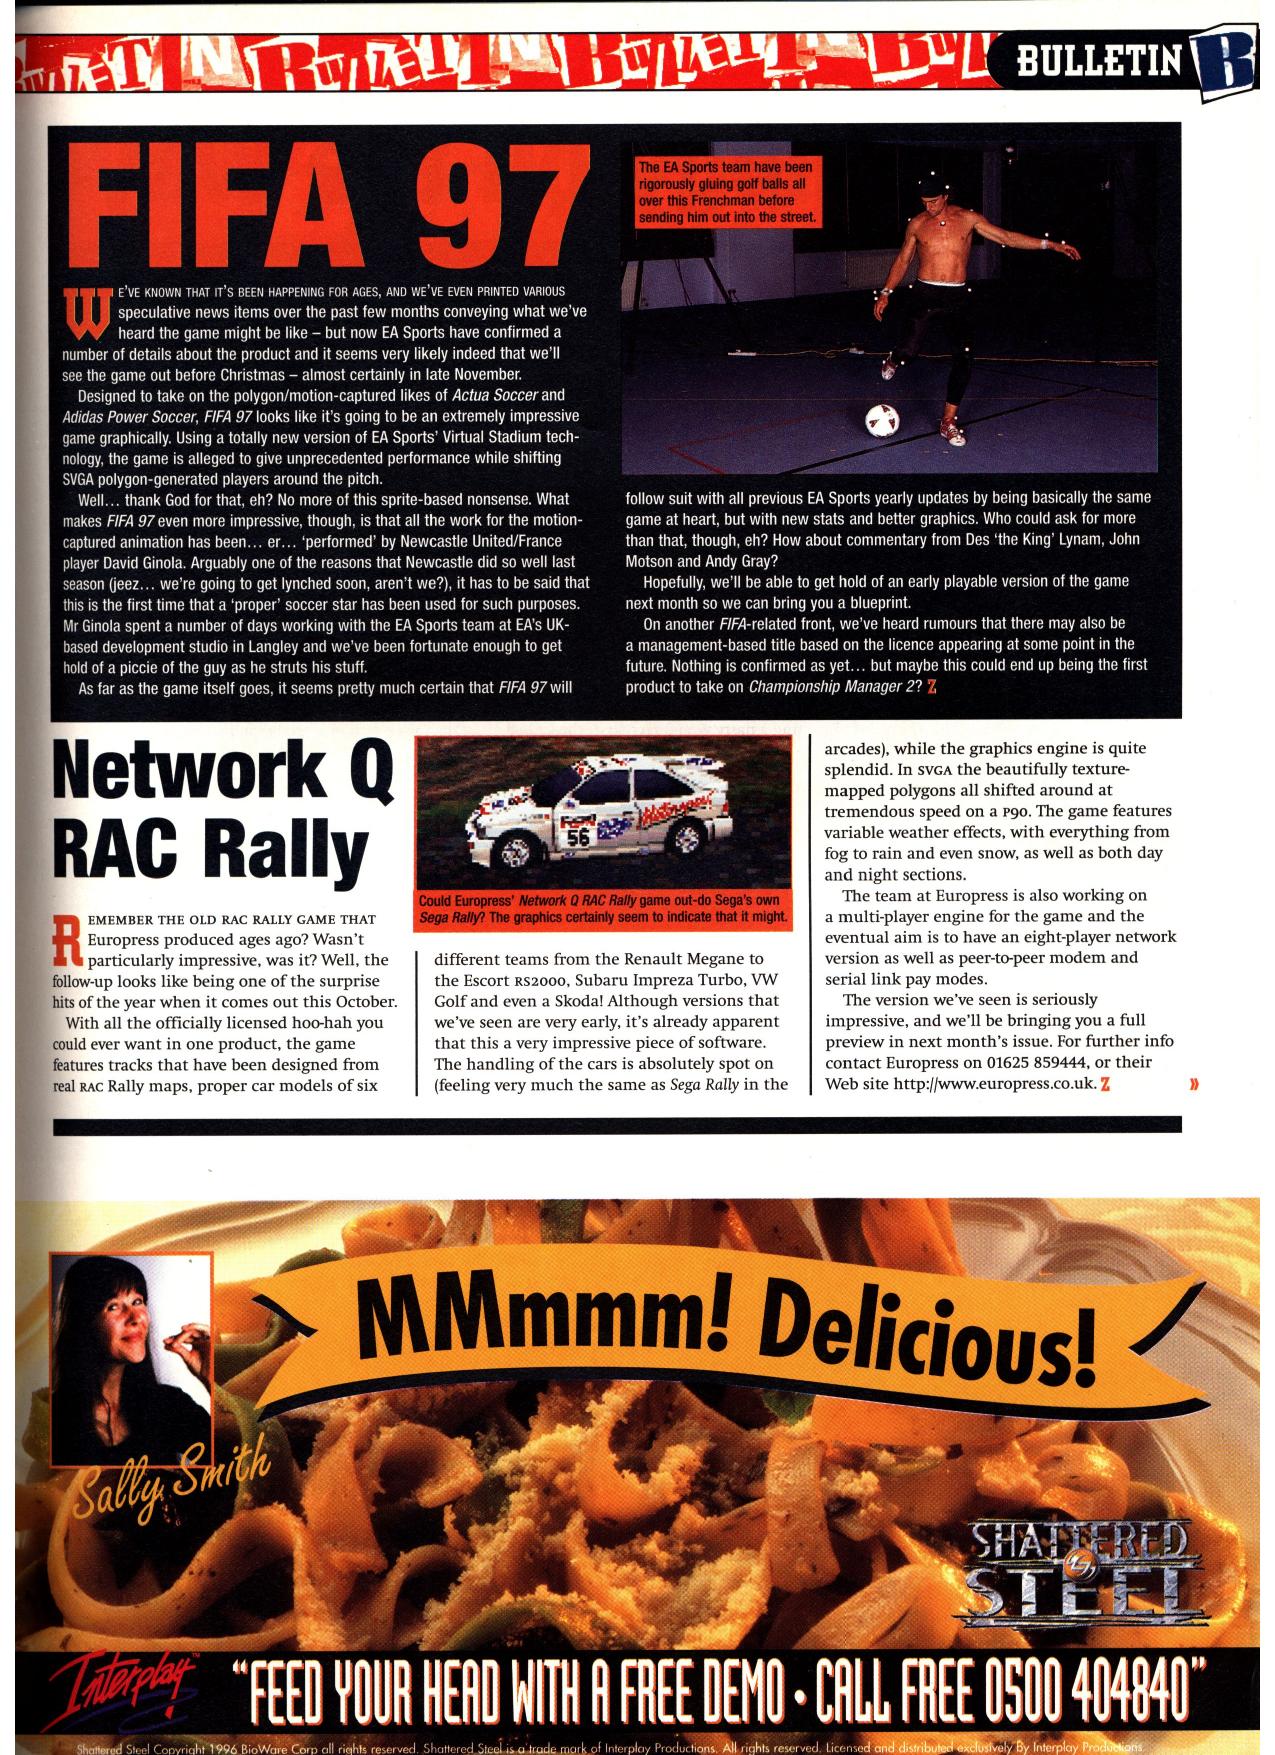 BULLETIN B
FIFA 97
The EA Sports team have been
rigorously gluing golf balls all
over this Frenchman before
sending him out into the street.
WE'VE KNOWN THAT IT'S BEEN HAPPENING FOR AGES, AND WE'VE EVEN PRINTED VARIOUS
speculative news items over the past few months conveying what we've
heard the game might be like – but now EA Sports have confirmed a
number of details about the product and it seems very likely indeed that we'll
see the game out before Christmas – almost certainly in late November.
Designed to take on the polygon/motion-captured likes of Actua Soccer and
Adidas Power Soccer, FIFA 97 looks like it's going to be an extremely impressive
game graphically. Using a totally new version of EA Sports' Virtual Stadium tech-
nology, the game is alleged to give unprecedented performance while shifting
SVGA polygon-generated players around the pitch.
Well... thank God for that, eh? No more of this sprite-based nonsense. What
makes FIFA 97 even more impressive, though, is that all the work for the motion-
captured animation has been... er... 'performed' by Newcastle United/France
player David Ginola. Arguably one of the reasons that Newcastle did so well last
season (jeez... we're going to get lynched soon, aren't we?), it has to be said that
this is the first time that a 'proper' soccer star has been used for such purposes.
Mr Ginola spent a number of days working with the EA Sports team at EA's UK-
based development studio in Langley and we've been fortunate enough to get
hold of a piccie of the guy as he struts his stuff.
As far as the game itself goes, it seems pretty much certain that FIFA 97 will
follow suit with all previous EA Sports yearly updates by being basically the same
game at heart, but with new stats and better graphics. Who could ask for more
than that, though, eh? How about commentary from Des 'the King' Lynam, John
Motson and Andy Gray?
Hopefully, we'll be able to get hold of an early playable version of the game
next month so we can bring you a blueprint.
On another FIFA-related front, we've heard rumours that there may also be
a management-based title based on the licence appearing at some point in the
future. Nothing is confirmed as yet... but maybe this could end up being the first
product to take on Championship Manager 2? Z
Network Q
RAC Rally
REMEMBER THE OLD RAC RALLY GAME THAT
Europress produced ages ago? Wasn't
particularly impressive, was it? Well, the
follow-up looks like being one of the surprise
hits of the year when it comes out this October.
With all the officially licensed hoo-hah you
could ever want in one product, the game
features tracks that have been designed from
real RAC Rally maps, proper car models of six
56
Could Europress' Network Q RAC Rally game out-do Sega's own
Sega Rally? The graphics certainly seem to indicate that it might.
different teams from the Renault Megane to
the Escort RS2000, Subaru Impreza Turbo, VW
Golf and even a Skoda! Although versions that
we've seen are very early, it's already apparent
that this a very impressive piece of software.
The handling of the cars is absolutely spot on
(feeling very much the same as Sega Rally in the
arcades), while the graphics engine is quite
splendid. In SVGA the beautifully texture-
mapped polygons all shifted around at
tremendous speed on a P90. The game features
variable weather effects, with everything from
fog to rain and even snow, as well as both day
and night sections.
The team at Europress is also working on
a multi-player engine for the game and the
eventual aim is to have an eight-player network
version as well as peer-to-peer modem and
serial link pay modes.
The version we've seen is seriously
impressive, and we'll be bringing you a full
preview in next month's issue. For further info
contact Europress on 01625 859444, or their
Web site http://www.europress.co.uk. Z »
MMmmm! Delicious!
Sally Smith
SHATTERED
STEEL
Interplay™
"FEED YOUR HEAD WITH A FREE DEMO • CALL FREE 0500 404840"
Shattered Steel Copyright 1996 BioWare Corp all rights reserved. Shattered Steel is a trade mark of Interplay Productions. All rights reserved. Licensed and distributed exclusively By Interplay Productions.